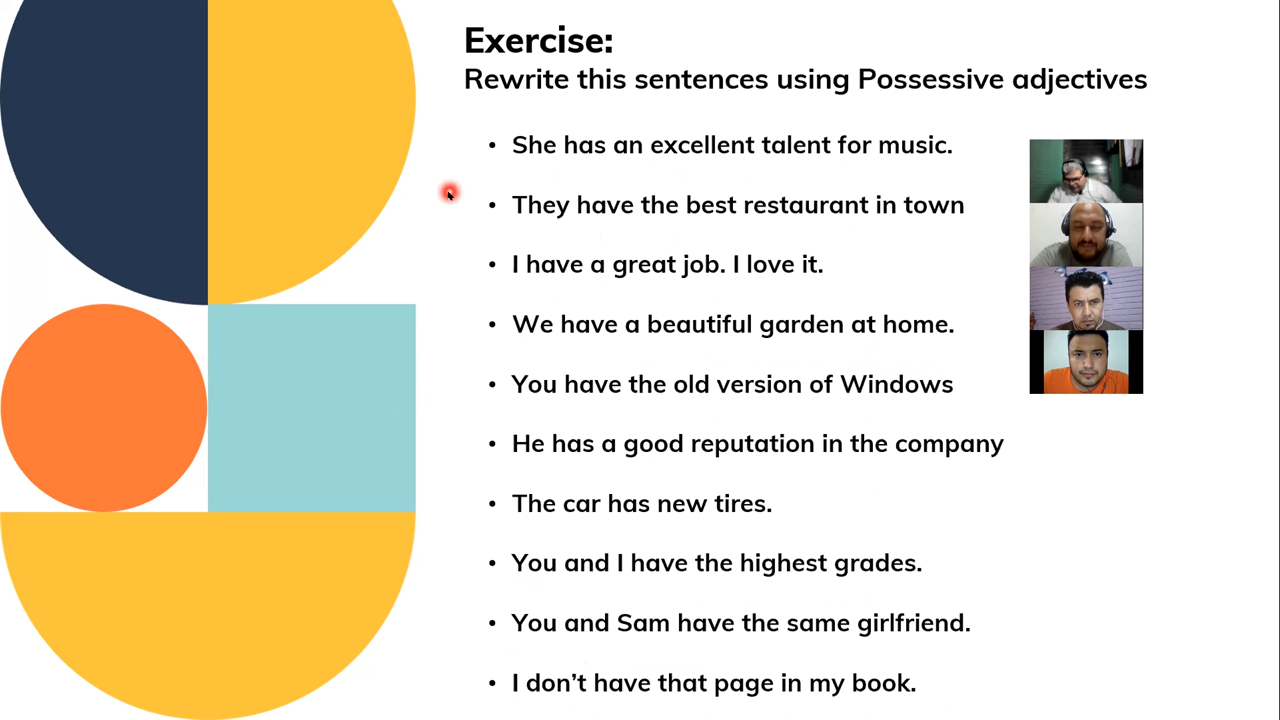 Exercise:
Rewrite this sentences using Possessive adjectives
• She has an excellent talent for music.
• They have the best restaurant in town
• I have a great job. I love it.
• We have a beautiful garden at home.
• You have the old version of Windows
• He has a good reputation in the company
• The car has new tires.
• You and I have the highest grades.
• You and Sam have the same girlfriend.
• I don’t have that page in my book.